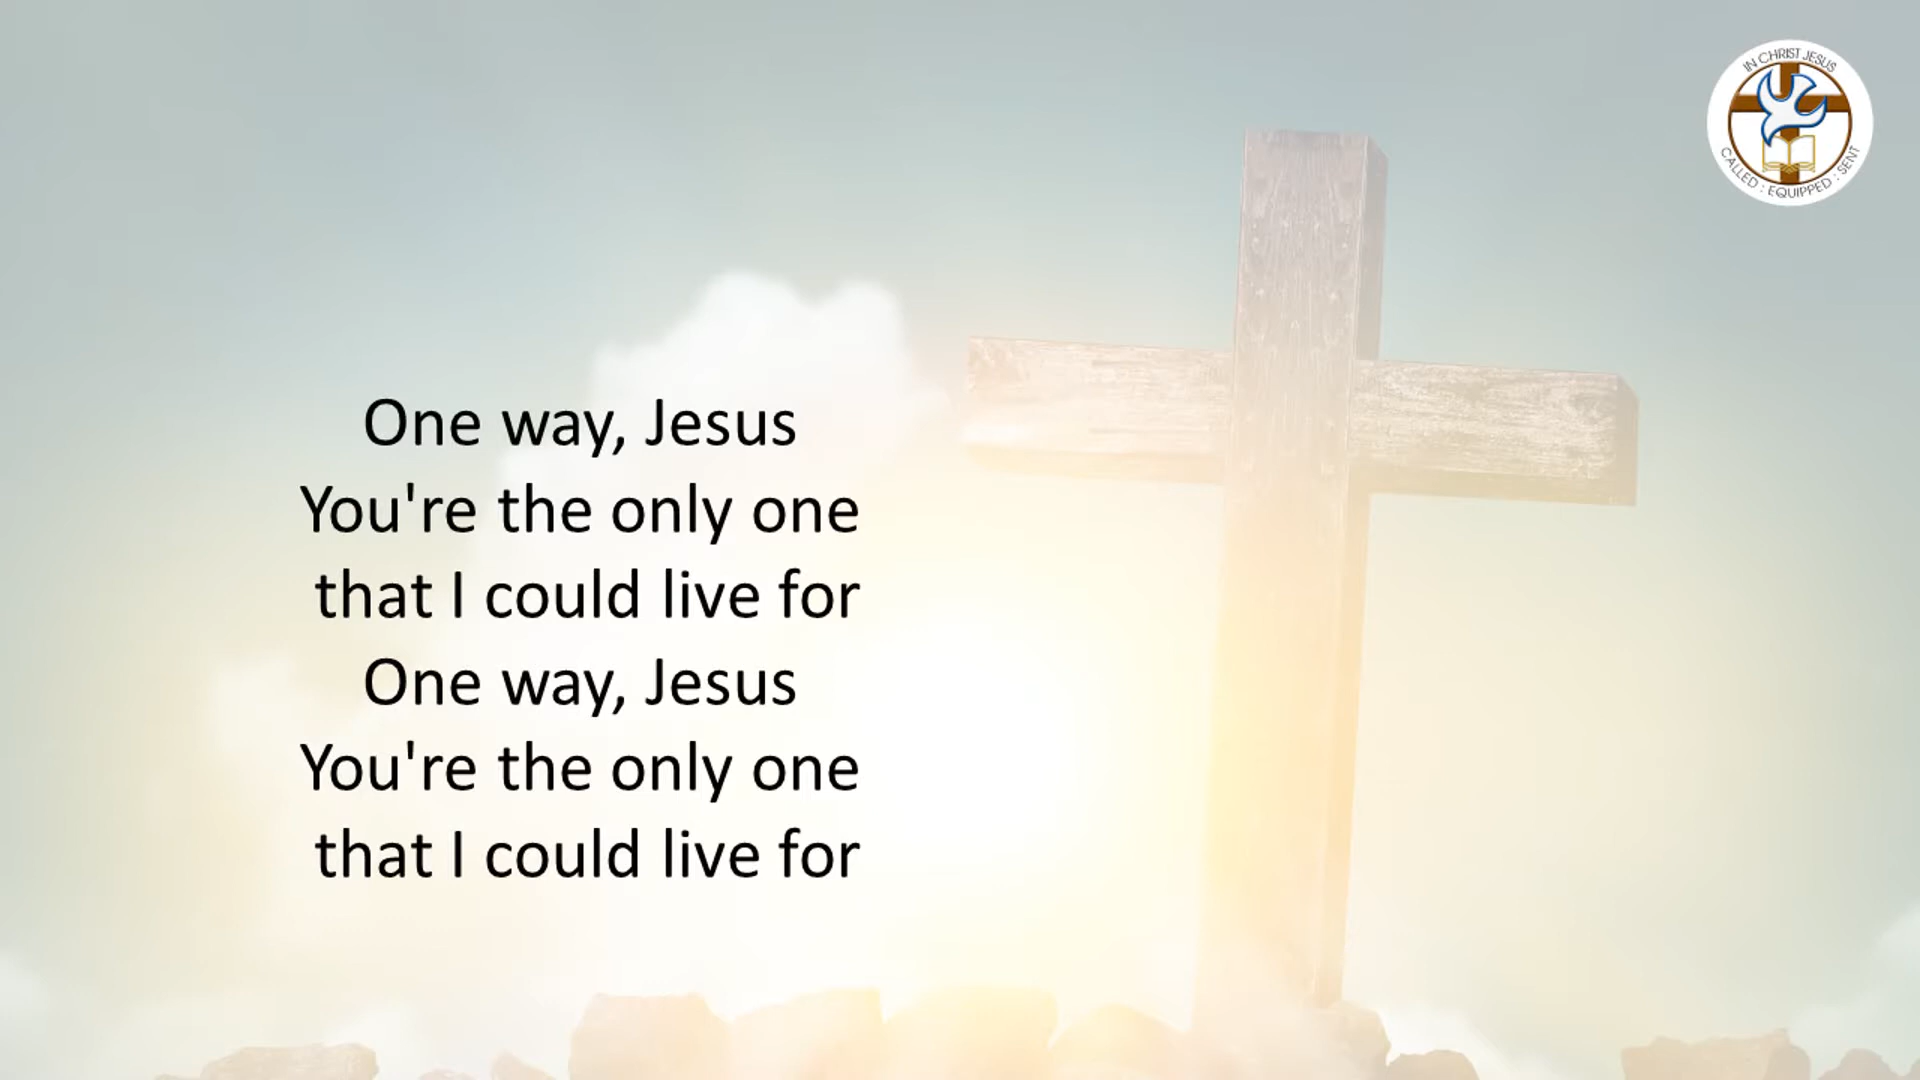 IN CHRIST JESUS
CALLED : EQUIPPED : SENT
One way, Jesus
You're the only one
that I could live for
One way, Jesus
You're the only one
that I could live for